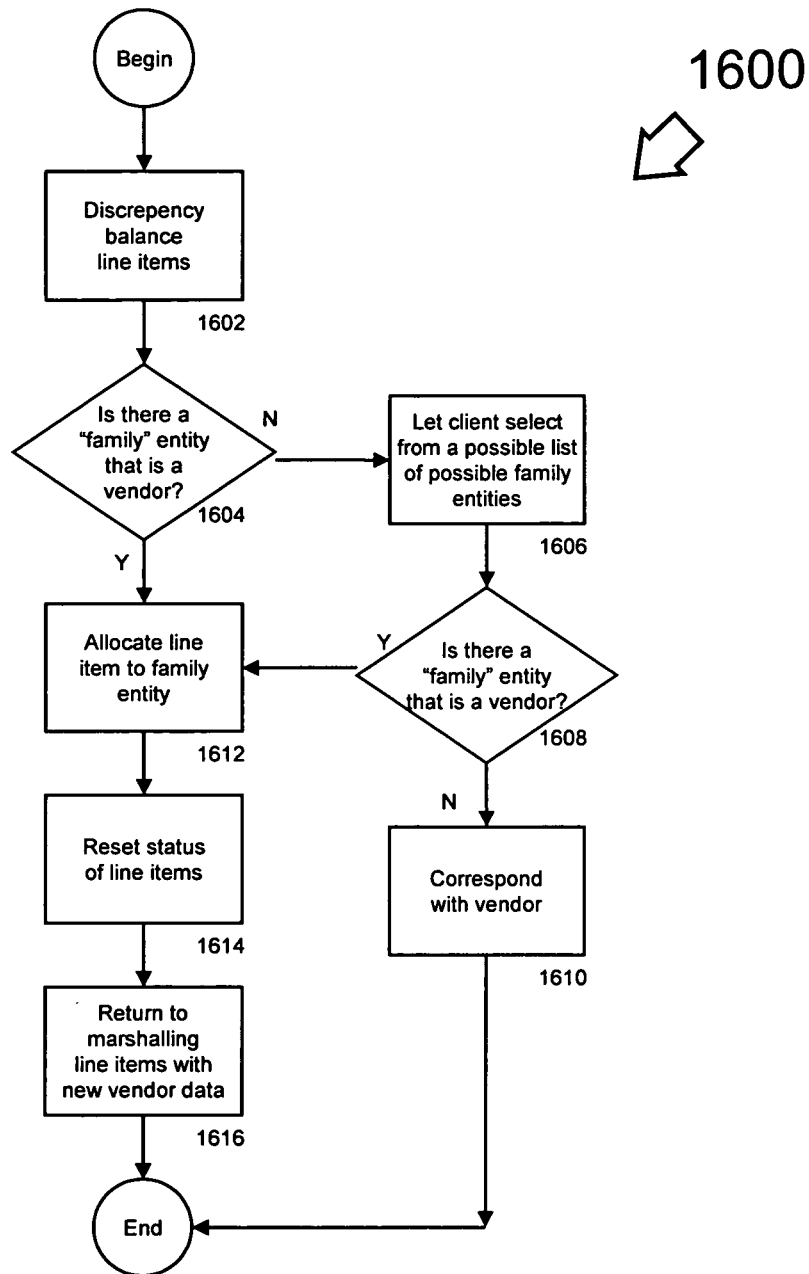 Begin
1600
Discrepency
balance
line items
1602
Is there a
"family" entity
that is a
vendor?
1604
N
Y
Let client select
from a possible list
of possible family
entities
1606
Is there a
"family" entity
that is a vendor?
1608
Y
N
Allocate line
item to family
entity
1612
Reset status
of line items
1614
Correspond
with vendor
1610
Return to
marshalling
line items with
new vendor data
1616
End